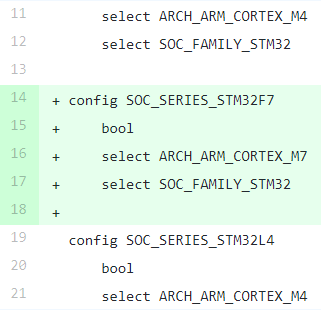 11 select ARCH_ARM_CORTEX_M4
12 select SOC_FAMILY_STM32
13
14 + config SOC_SERIES_STM32F7
15 + bool
16 + select ARCH_ARM_CORTEX_M7
17 + select SOC_FAMILY_STM32
18 +
19 config SOC_SERIES_STM32L4
20 bool
21 select ARCH_ARM_CORTEX_M4